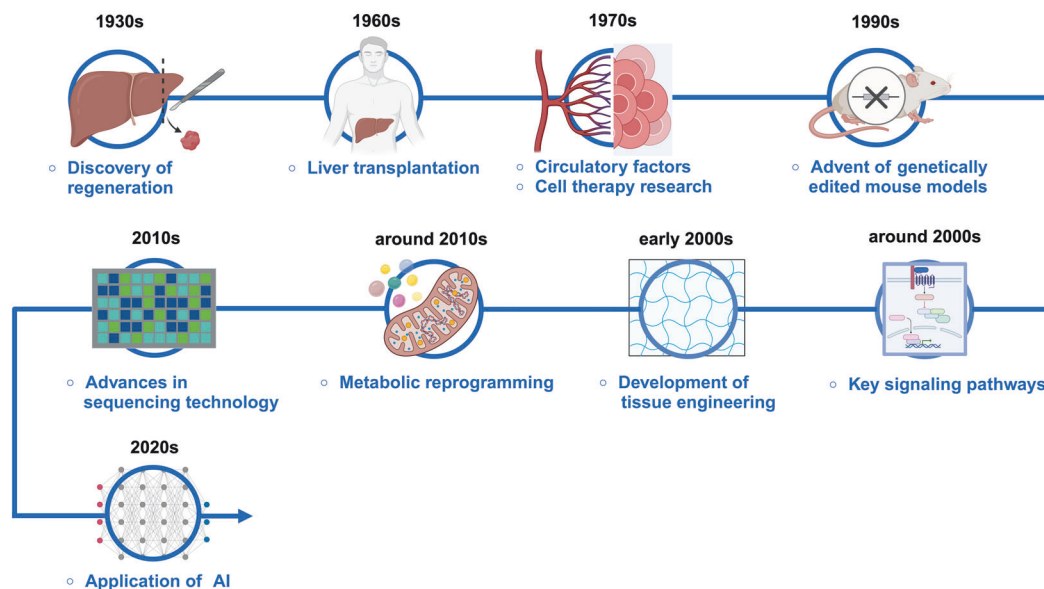 1930s
Discovery of
regeneration
1960s
Liver transplantation
1970s
Circulatory factors
Cell therapy research
1990s
Advent of genetically
edited mouse models
2010s
Advances in
sequencing technology
around 2010s
Metabolic reprogramming
early 2000s
Development of
tissue engineering
around 2000s
Key signaling pathways
2020s
Application of AI